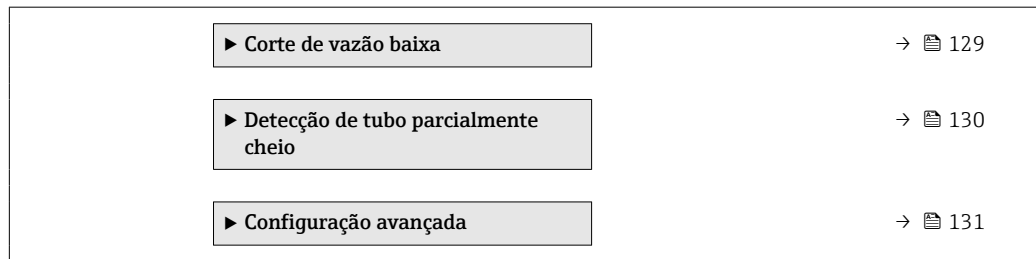 ▶ Corte de vazão baixa → 129
▶ Detecção de tubo parcialmente → 130
cheio
▶ Configuração avançada → 131